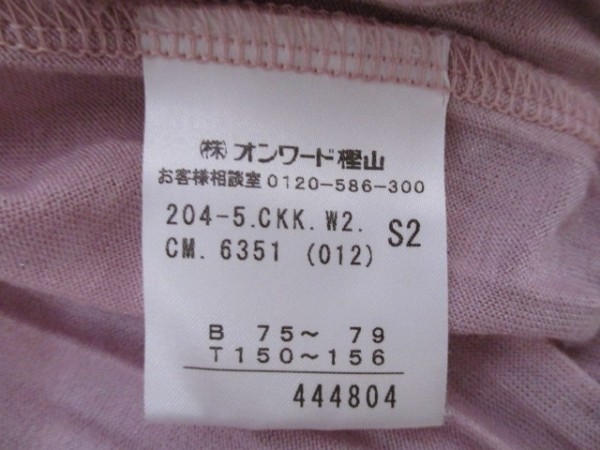 ㈱オンワード樫山
お客様相談室 0120-586-300
204-5.CKK.W2. S2
CM. 6351 (012)
B 75〜 79
T 150〜156
444804